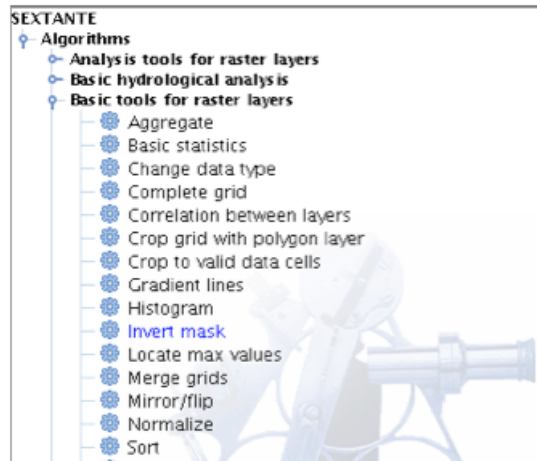 SEXTANTE
Algorithms
Analysis tools for raster layers
Basic hydrological analysis
Basic tools for raster layers
Aggregate
Basic statistics
Change data type
Complete grid
Correlation between layers
Crop grid with polygon layer
Crop to valid data cells
Gradient lines
Histogram
Invert mask
Locate max values
Merge grids
Mirror/flip
Normalize
Sort